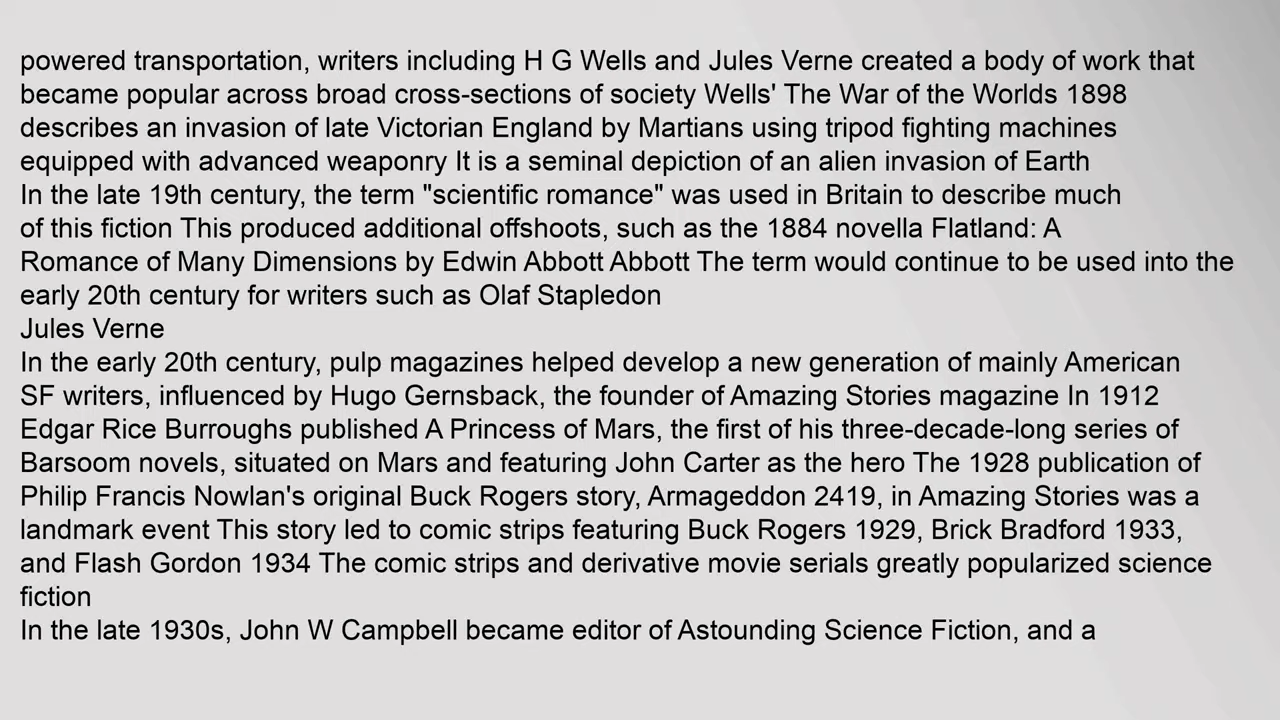 powered transportation, writers including H G Wells and Jules Verne created a body of work that
became popular across broad cross-sections of society Wells' The War of the Worlds 1898
describes an invasion of late Victorian England by Martians using tripod fighting machines
equipped with advanced weaponry It is a seminal depiction of an alien invasion of Earth
In the late 19th century, the term "scientific romance" was used in Britain to describe much
of this fiction This produced additional offshoots, such as the 1884 novella Flatland: A
Romance of Many Dimensions by Edwin Abbott Abbott The term would continue to be used into the
early 20th century for writers such as Olaf Stapledon
Jules Verne
In the early 20th century, pulp magazines helped develop a new generation of mainly American
SF writers, influenced by Hugo Gernsback, the founder of Amazing Stories magazine In 1912
Edgar Rice Burroughs published A Princess of Mars, the first of his three-decade-long series of
Barsoom novels, situated on Mars and featuring John Carter as the hero The 1928 publication of
Philip Francis Nowlan's original Buck Rogers story, Armageddon 2419, in Amazing Stories was a
landmark event This story led to comic strips featuring Buck Rogers 1929, Brick Bradford 1933,
and Flash Gordon 1934 The comic strips and derivative movie serials greatly popularized science
fiction
In the late 1930s, John W Campbell became editor of Astounding Science Fiction, and a